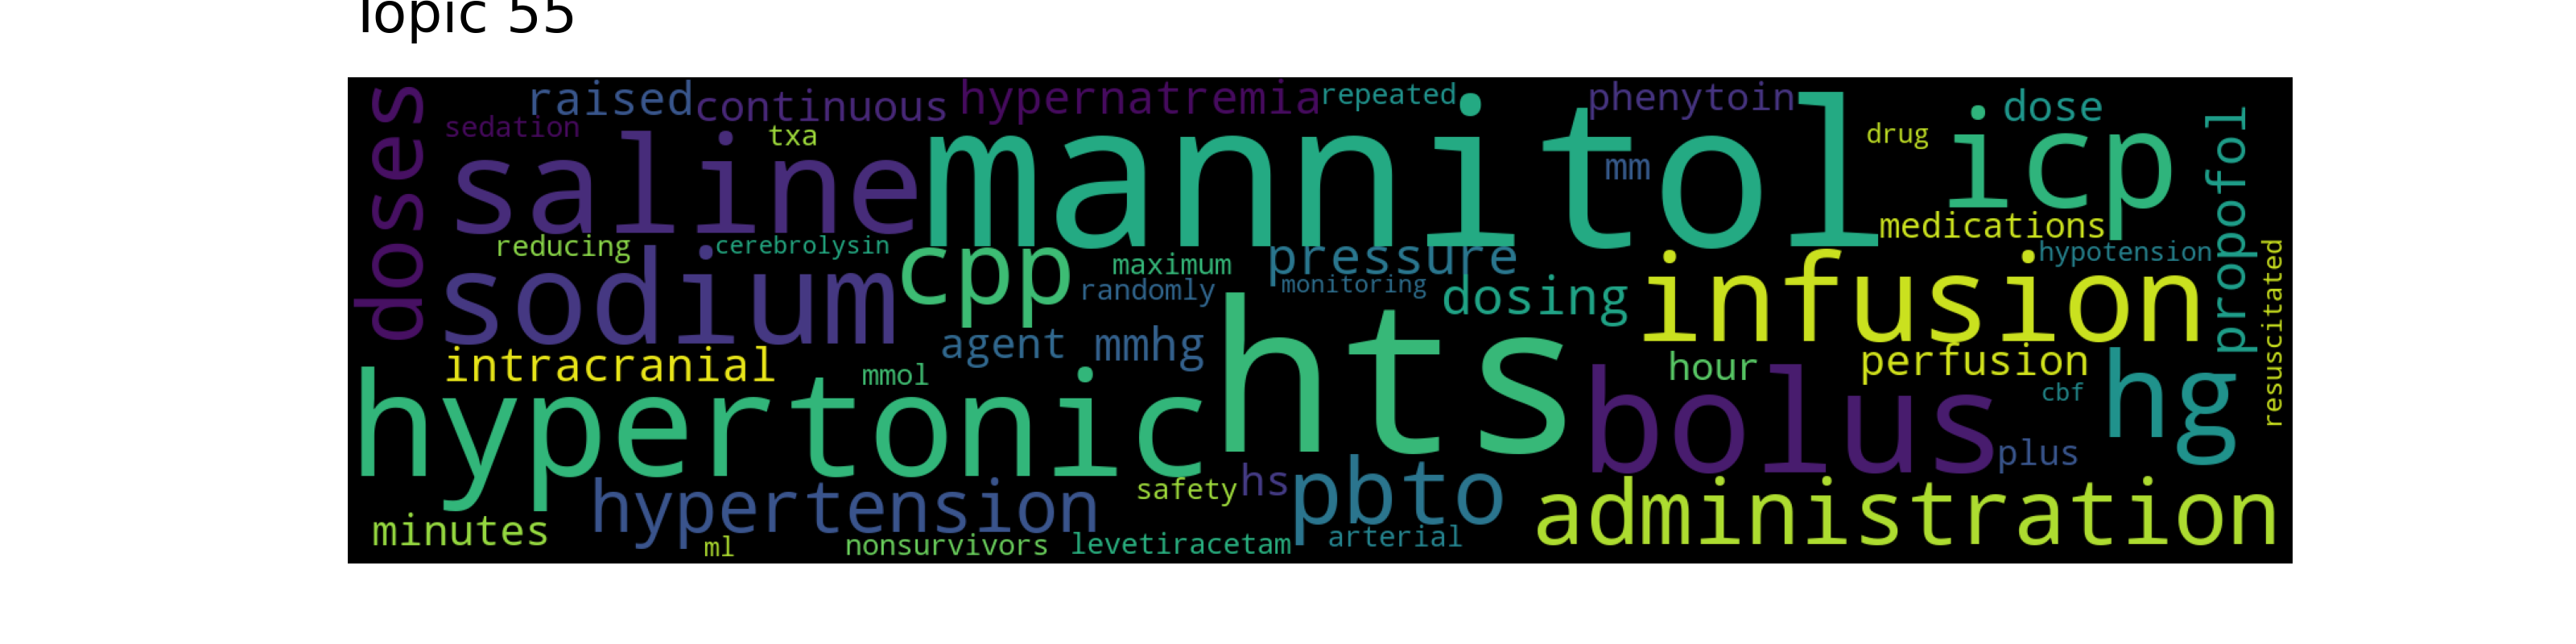 Topic 55
doses
raised
continuous
hypernatremia
repeated
phenytoin
dose
sedation
txa
drug
saline
mannitol
mm
icp
propofol
medications
reducing
cerebrolysin
cpp
maximum
pressure
hypotension
sodium
randomly
monitoring
dosing
infusion
resuscitated
agent
mmhg
hts
intracranial
mmol
hour
perfusion
hypertonic
bolus
cbf
hg
plus
hypertension
safety
hs
pbto
administration
minutes
ml
nonsurvivors
levetiracetam
arterial